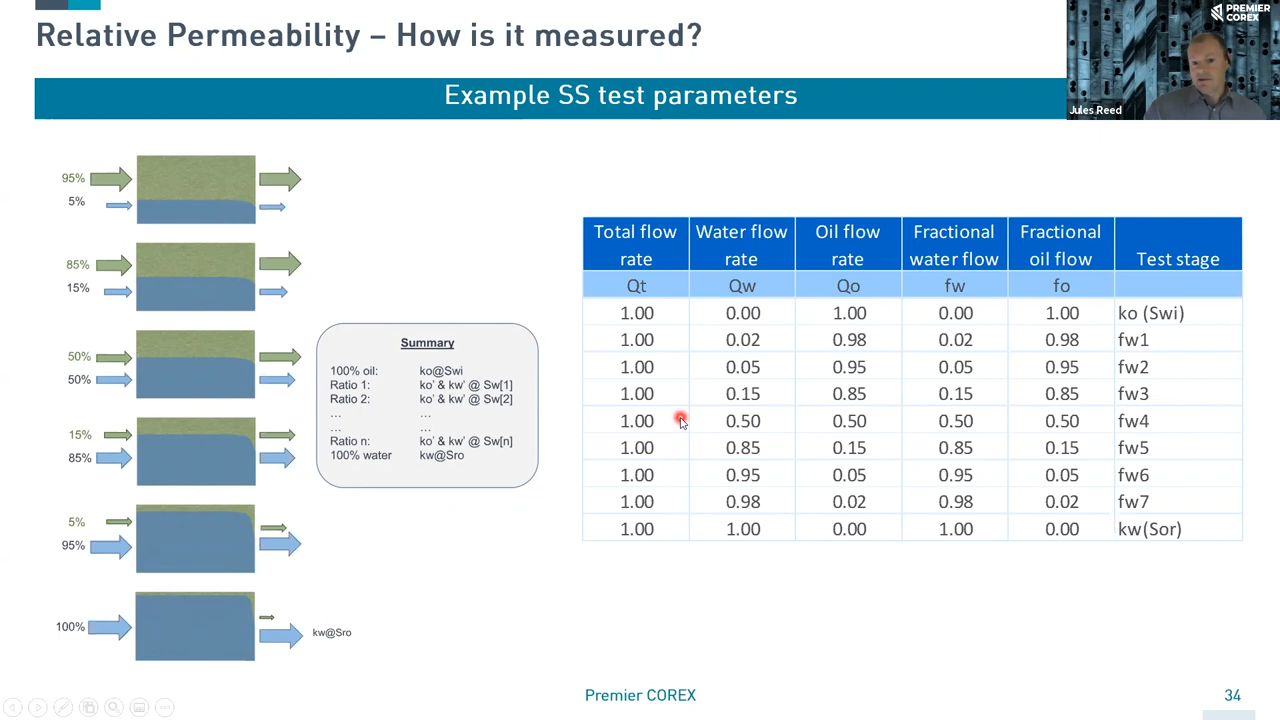 Relative Permeability – How is it measured?
PREMIER
COREX
Jules Reed
Example SS test parameters
95%
5%
85%
15%
50%
50%
15%
85%
5%
95%
100%
kw@Sro
Summary
100% oil: ko@Swi
Ratio 1: ko' & kw' @ Sw[1]
Ratio 2: ko' & kw' @ Sw[2]
... ...
... ...
Ratio n: ko' & kw' @ Sw[n]
100% water kw@Sro
Total flow rate Water flow rate Oil flow rate Fractional water flow Fractional oil flow Test stage
Qt Qw Qo fw fo
1.00 0.00 1.00 0.00 1.00 ko (Swi)
1.00 0.02 0.98 0.02 0.98 fw1
1.00 0.05 0.95 0.05 0.95 fw2
1.00 0.15 0.85 0.15 0.85 fw3
1.00 0.50 0.50 0.50 0.50 fw4
1.00 0.85 0.15 0.85 0.15 fw5
1.00 0.95 0.05 0.95 0.05 fw6
1.00 0.98 0.02 0.98 0.02 fw7
1.00 1.00 0.00 1.00 0.00 kw(Sor)
Premier COREX
34